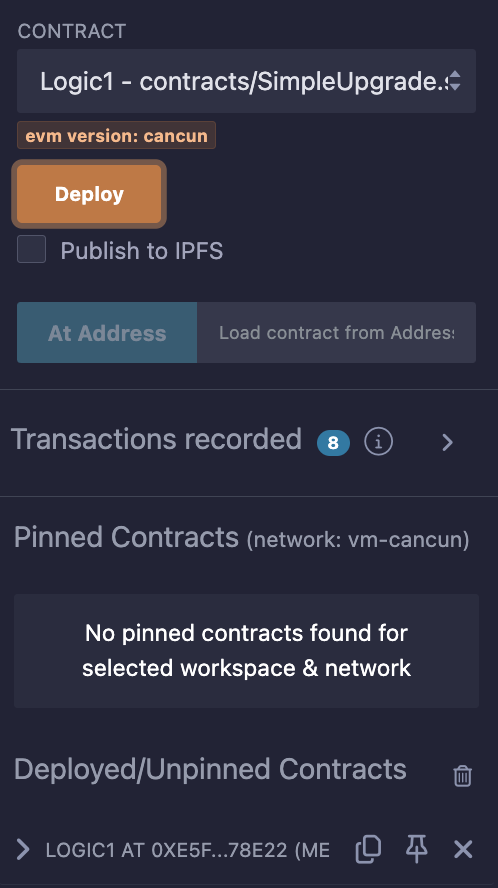 CONTRACT
Logic1 - contracts/SimpleUpgrade.s
evm version: cancun
Deploy
Publish to IPFS
At Address Load contract from Address
Transactions recorded 8 i
Pinned Contracts (network: vm-cancun)
No pinned contracts found for
selected workspace & network
Deployed/Unpinned Contracts
LOGIC1 AT 0XE5F...78E22 (ME